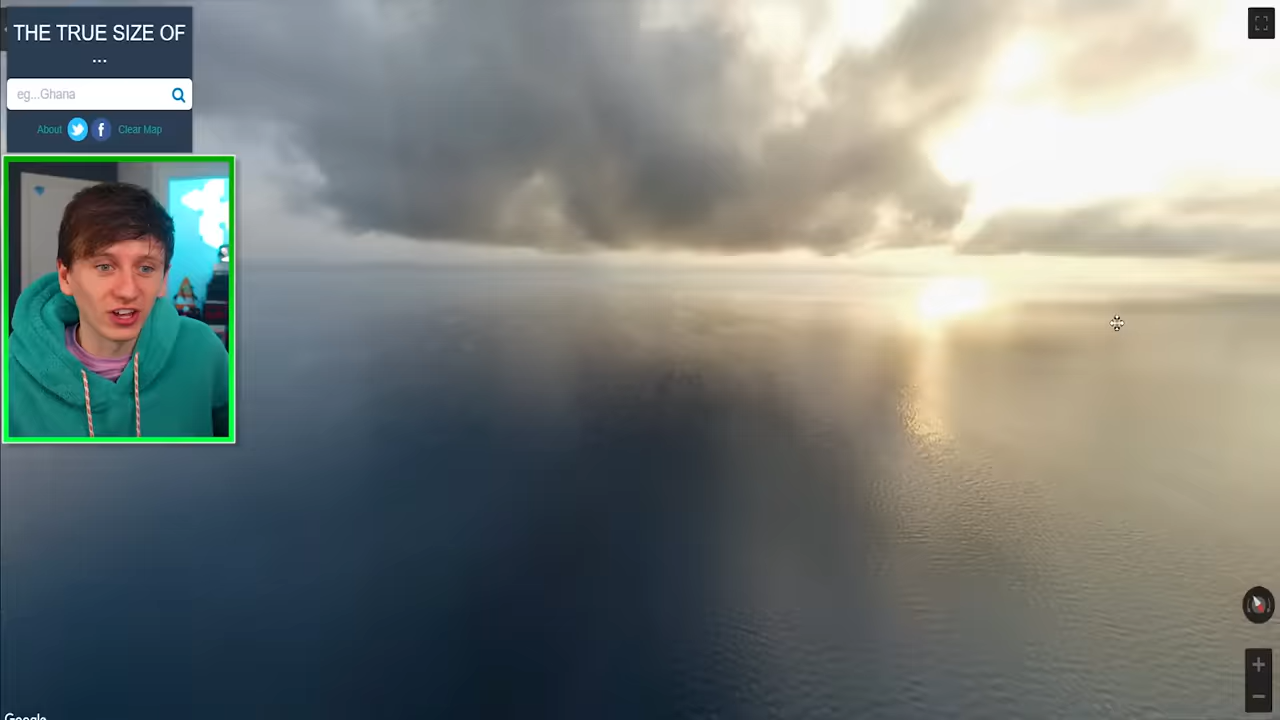 THE TRUE SIZE OF
...
eg...Ghana
About
Clear Map
Google